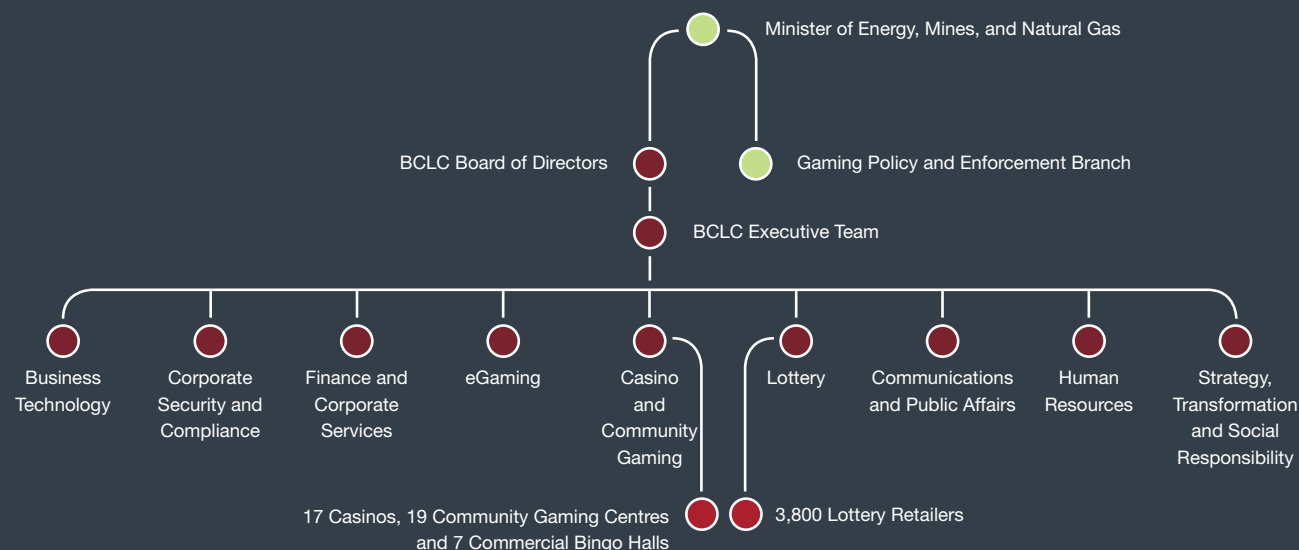 Minister of Energy, Mines, and Natural Gas
BCLC Board of Directors
Gaming Policy and Enforcement Branch
BCLC Executive Team
Business
Technology
Corporate
Security and
Compliance
Finance and
Corporate
Services
eGaming
Casino
and
Community
Gaming
Lottery
Communications
and Public Affairs
Human
Resources
Strategy,
Transformation
and Social
Responsibility
17 Casinos, 19 Community Gaming Centres
and 7 Commercial Bingo Halls
3,800 Lottery Retailers